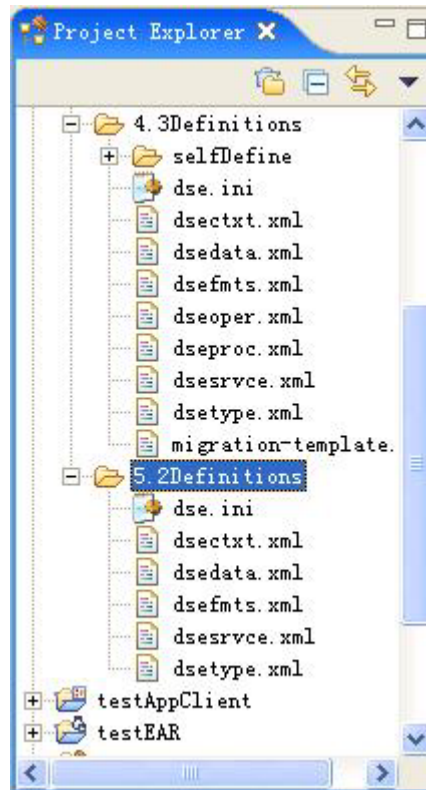 Project Explorer
4.3Definitions
selfDefine
dse.ini
dsectxt.xml
dsedata.xml
dsefmts.xml
dseoper.xml
dseproc.xml
dsesrvce.xml
dsetype.xml
migration-template.
5.2Definitions
dse.ini
dsectxt.xml
dsedata.xml
dsefmts.xml
dsesrvce.xml
dsetype.xml
testAppClient
testEAR